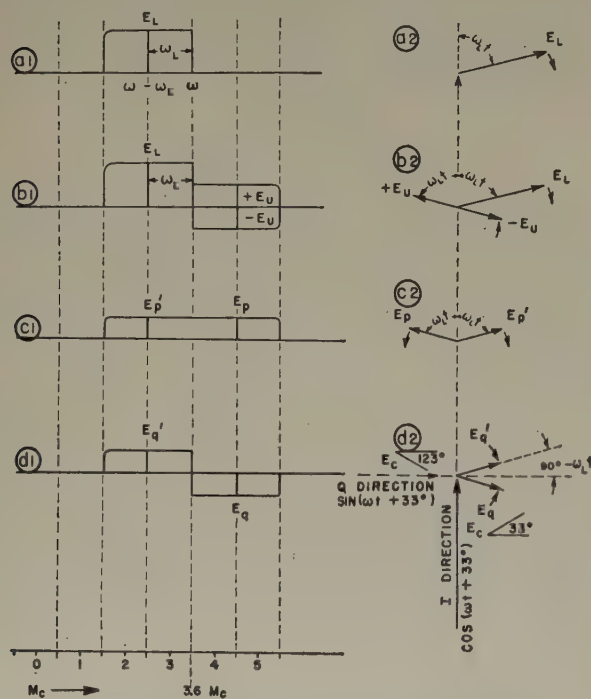 a1
E_L
ω_L
ω - ω_E ω
a2
ω_L t
E_L
b1
E_L
ω_L
+E_U
-E_U
b2
+E_U
ω_L t ω_L t
E_L
-E_U
c1
E_p' E_p
c2
E_p
ω_L t ω_L t
E_p'
d1
E_q'
E_q
d2
E_C 123°
E_q'
90° - ω_L t
Q DIRECTION
SIN (ωt + 33°)
E_q
E_C 33°
I DIRECTION
COS (ωt + 33°)
0 1 2 3 4 5
M_C 3.6 M_C